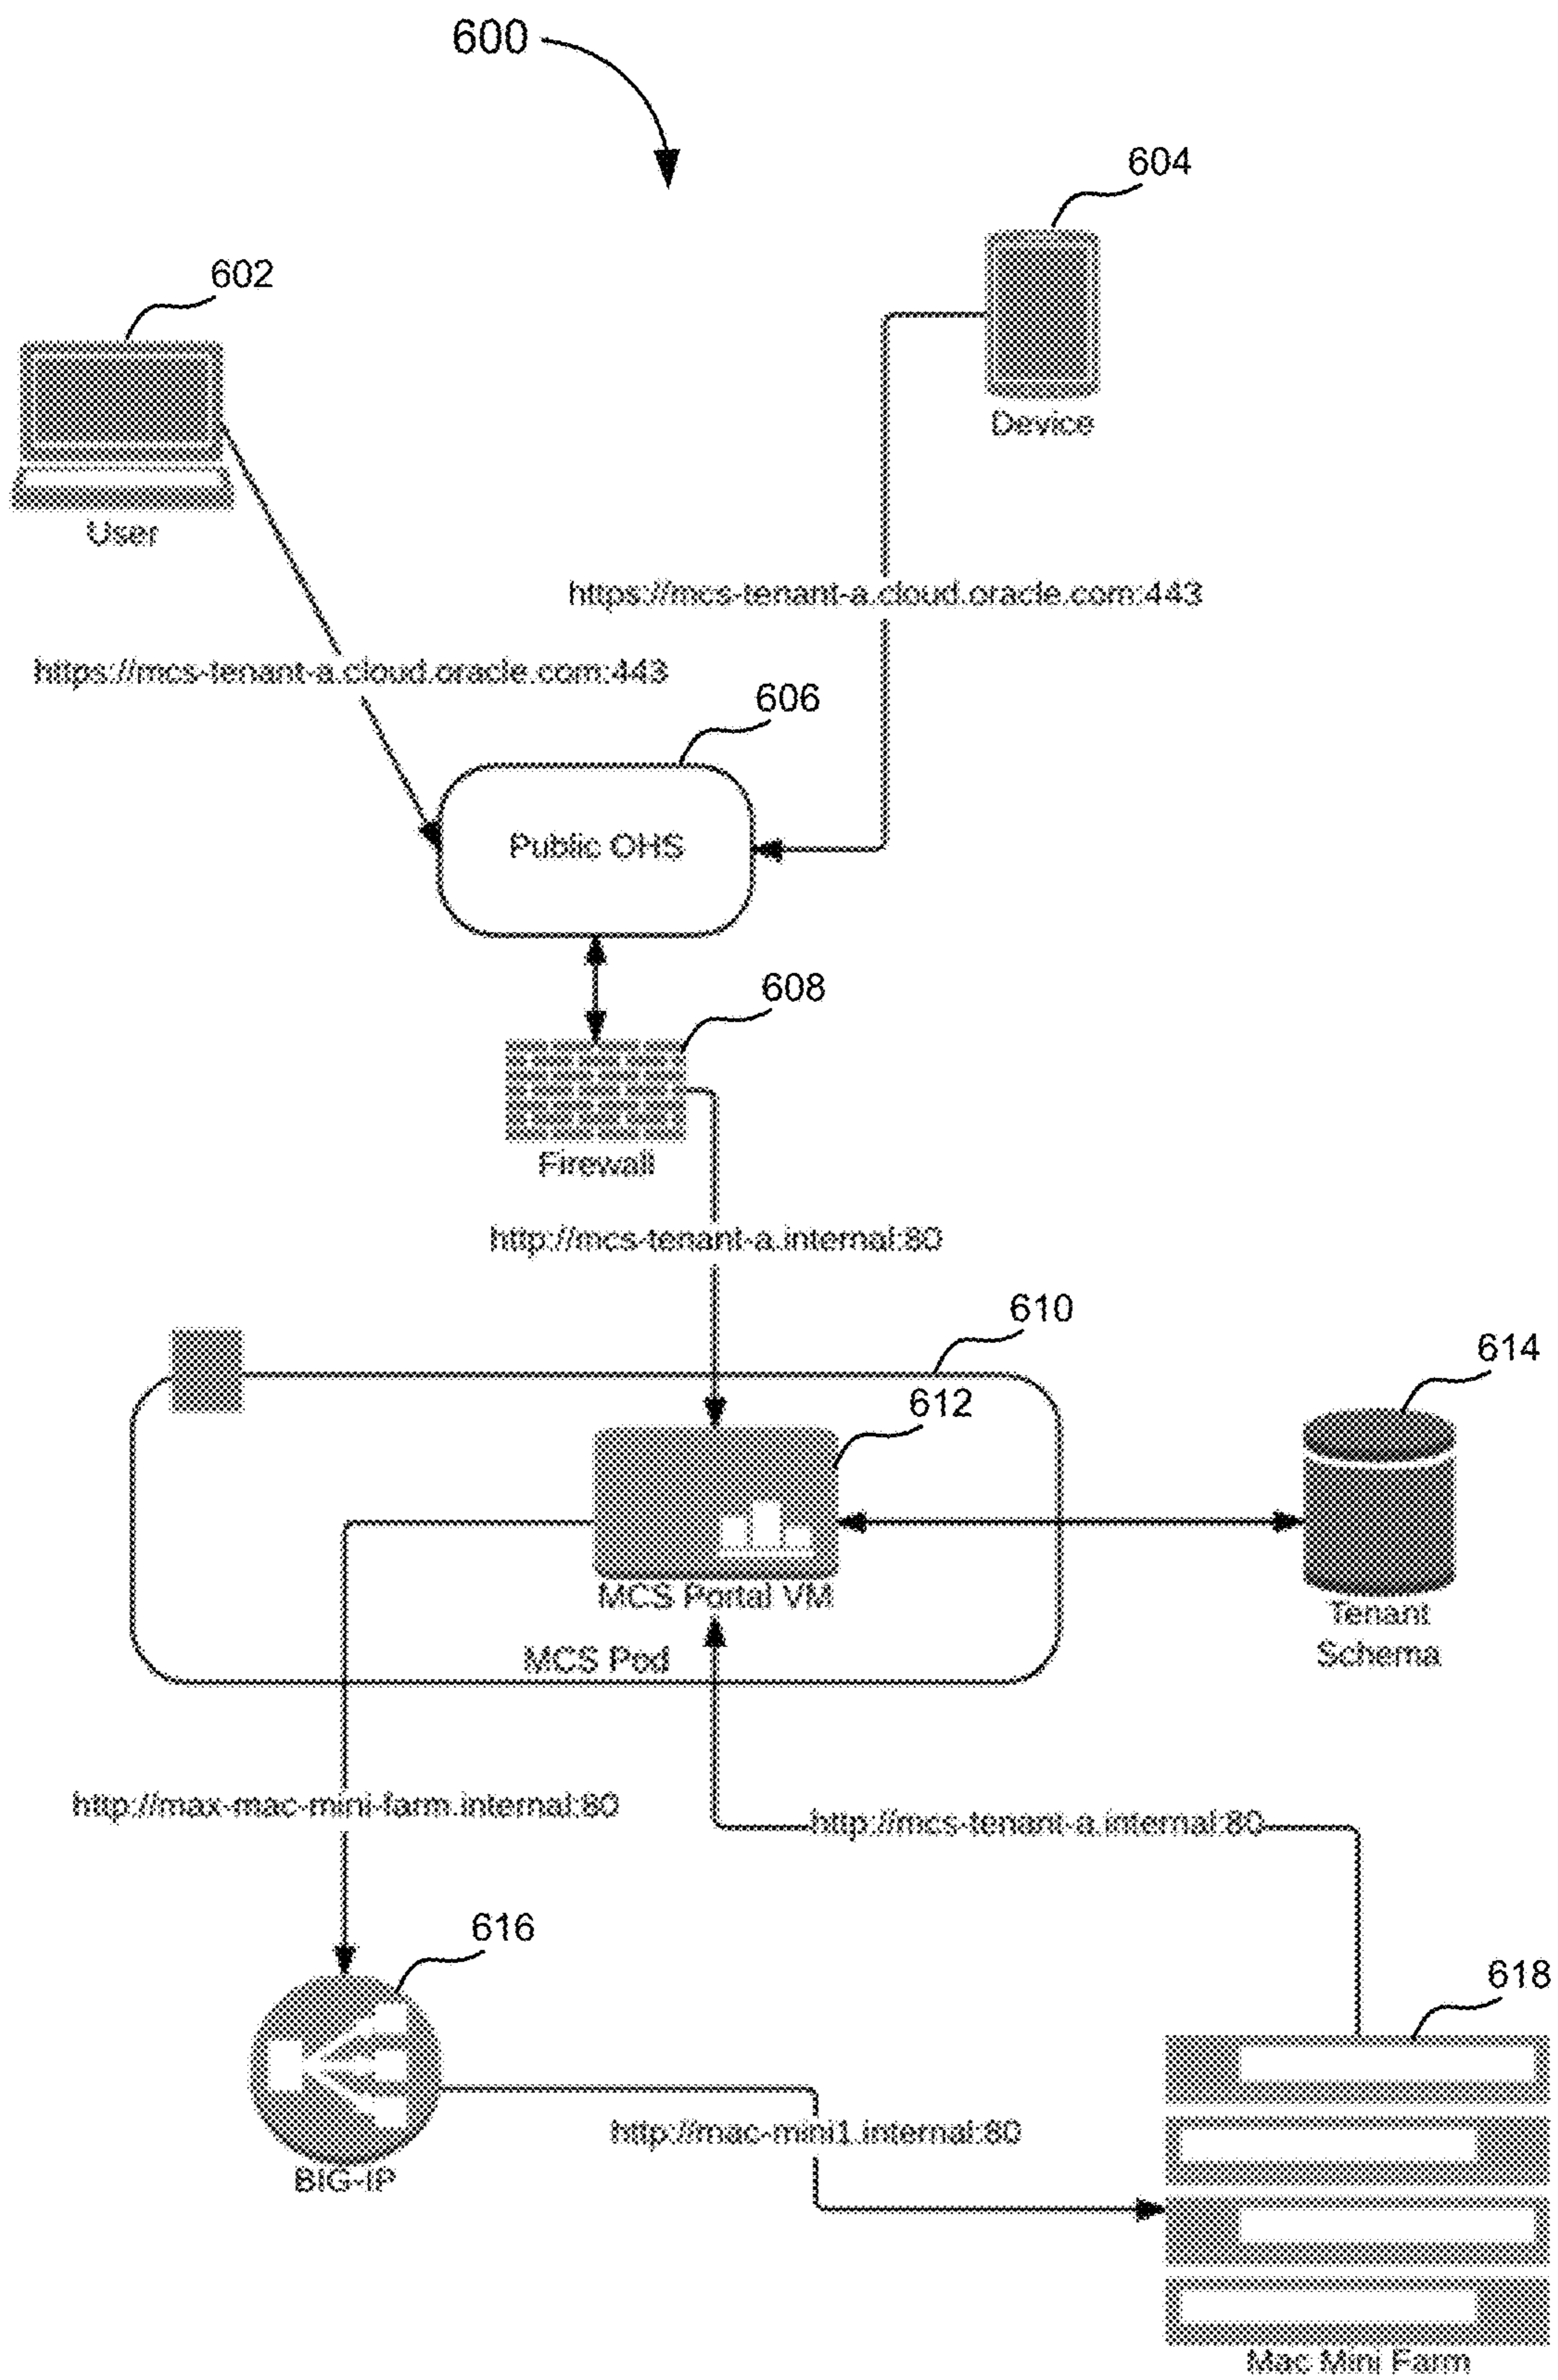 600
604
602
Device
User
https://mcs-tenant-a.cloud.oracle.com:443
https://mcs-tenant-a.cloud.oracle.com:443
606
Public OHS
608
Firewall
http://mcs-tenant-a.internal:80
610
614
612
MCS Portal VM
Tenant
Schema
MCS Pod
http://max-mac-mini-farm.internal:80
http://mcs-tenant-a.internal:80
616
618
http://mac-mini1.internal:80
BIG-IP
Mac Mini Farm